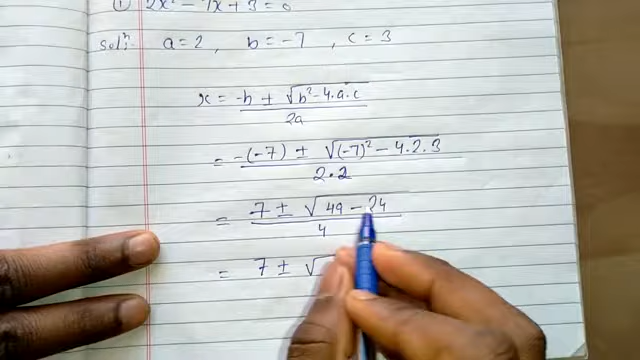 ① 2x² - 7x + 3 = 0
solⁿ: a = 2 , b = -7 , c = 3
x = -b ± √b² - 4.a.c / 2a
= -(-7) ± √(-7)² - 4.2.3 / 2.2
= 7 ± √49 - 24 / 4
= 7 ± √